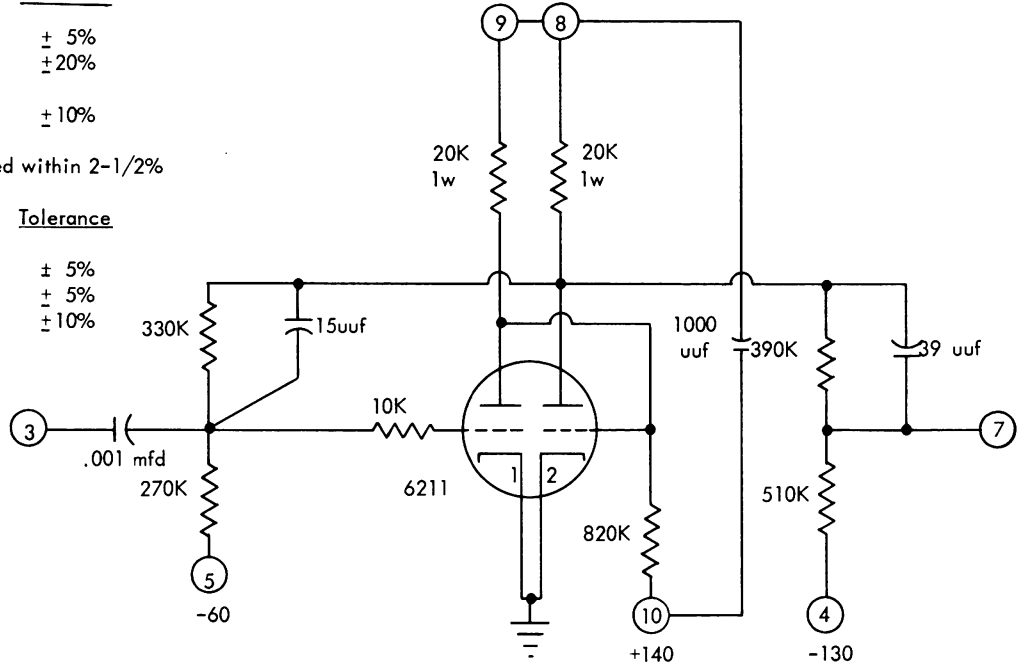 ± 5%
±20%
±10%
ed within 2-1/2%
Tolerance
± 5%
± 5%
±10%
9
8
20K
1w
20K
1w
330K
15uuf
1000
uuf
390K
39 uuf
3
.001 mfd
10K
7
270K
6211
1
2
820K
510K
5
-60
10
+140
4
-130